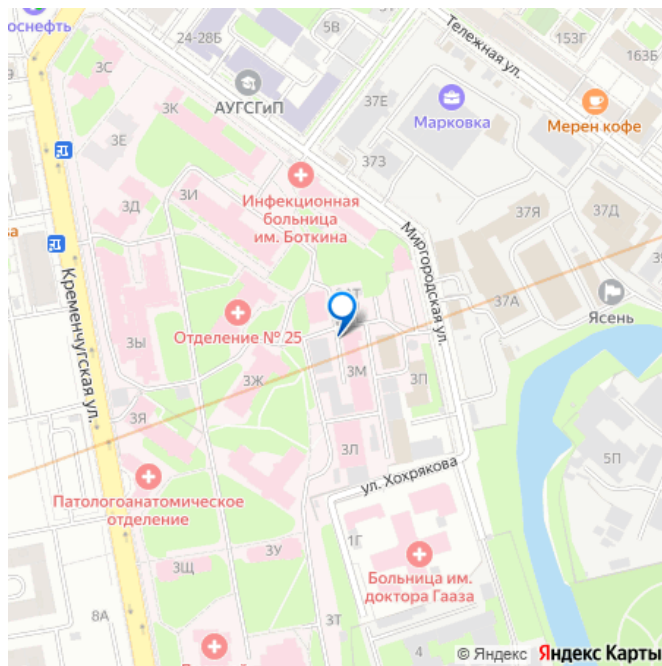 оснефть
24-28Б
5В
Тележная ул.
153Г
163Б
3С
АУГСГиП
3К
37Е
Марковка
Мерен кофе
3Е
373
Инфекционная
больница
им. Боткина
3И
3Д
37Я
37Д
ва
Миргородская ул.
37А
Ясень
Кременчугская ул.
Отделение № 25
3Ы
3Ж
3М
3П
3Я
3Л
ул. Хохрякова
5П
Патологоанатомическое
отделение
1Г
3У
3Щ
Больница им.
доктора Гааза
8А
3Т
4
© Яндекс Яндекс Карты